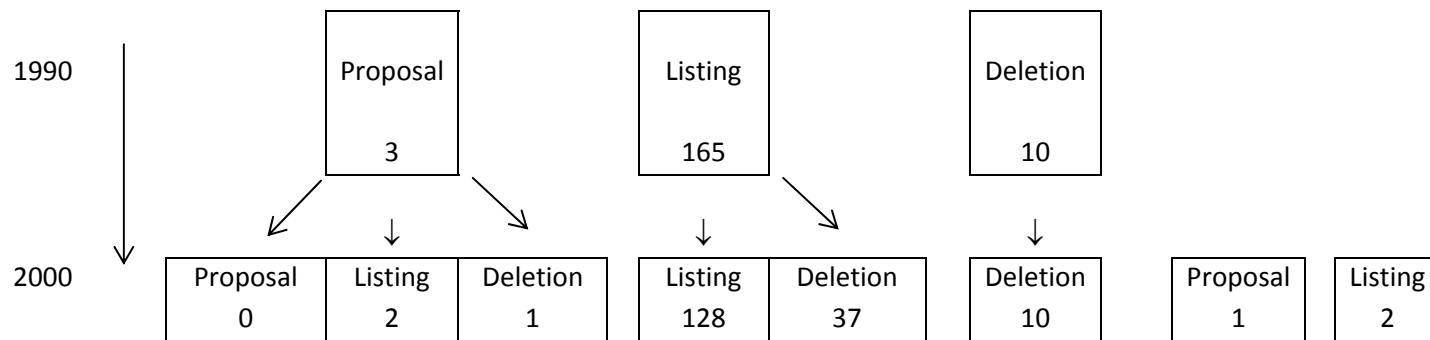 1990 Proposal Listing Deletion
3 165 10
↓ ↓ ↓
2000 Proposal Listing Deletion Listing Deletion Deletion Proposal Listing
0 2 1 128 37 10 1 2